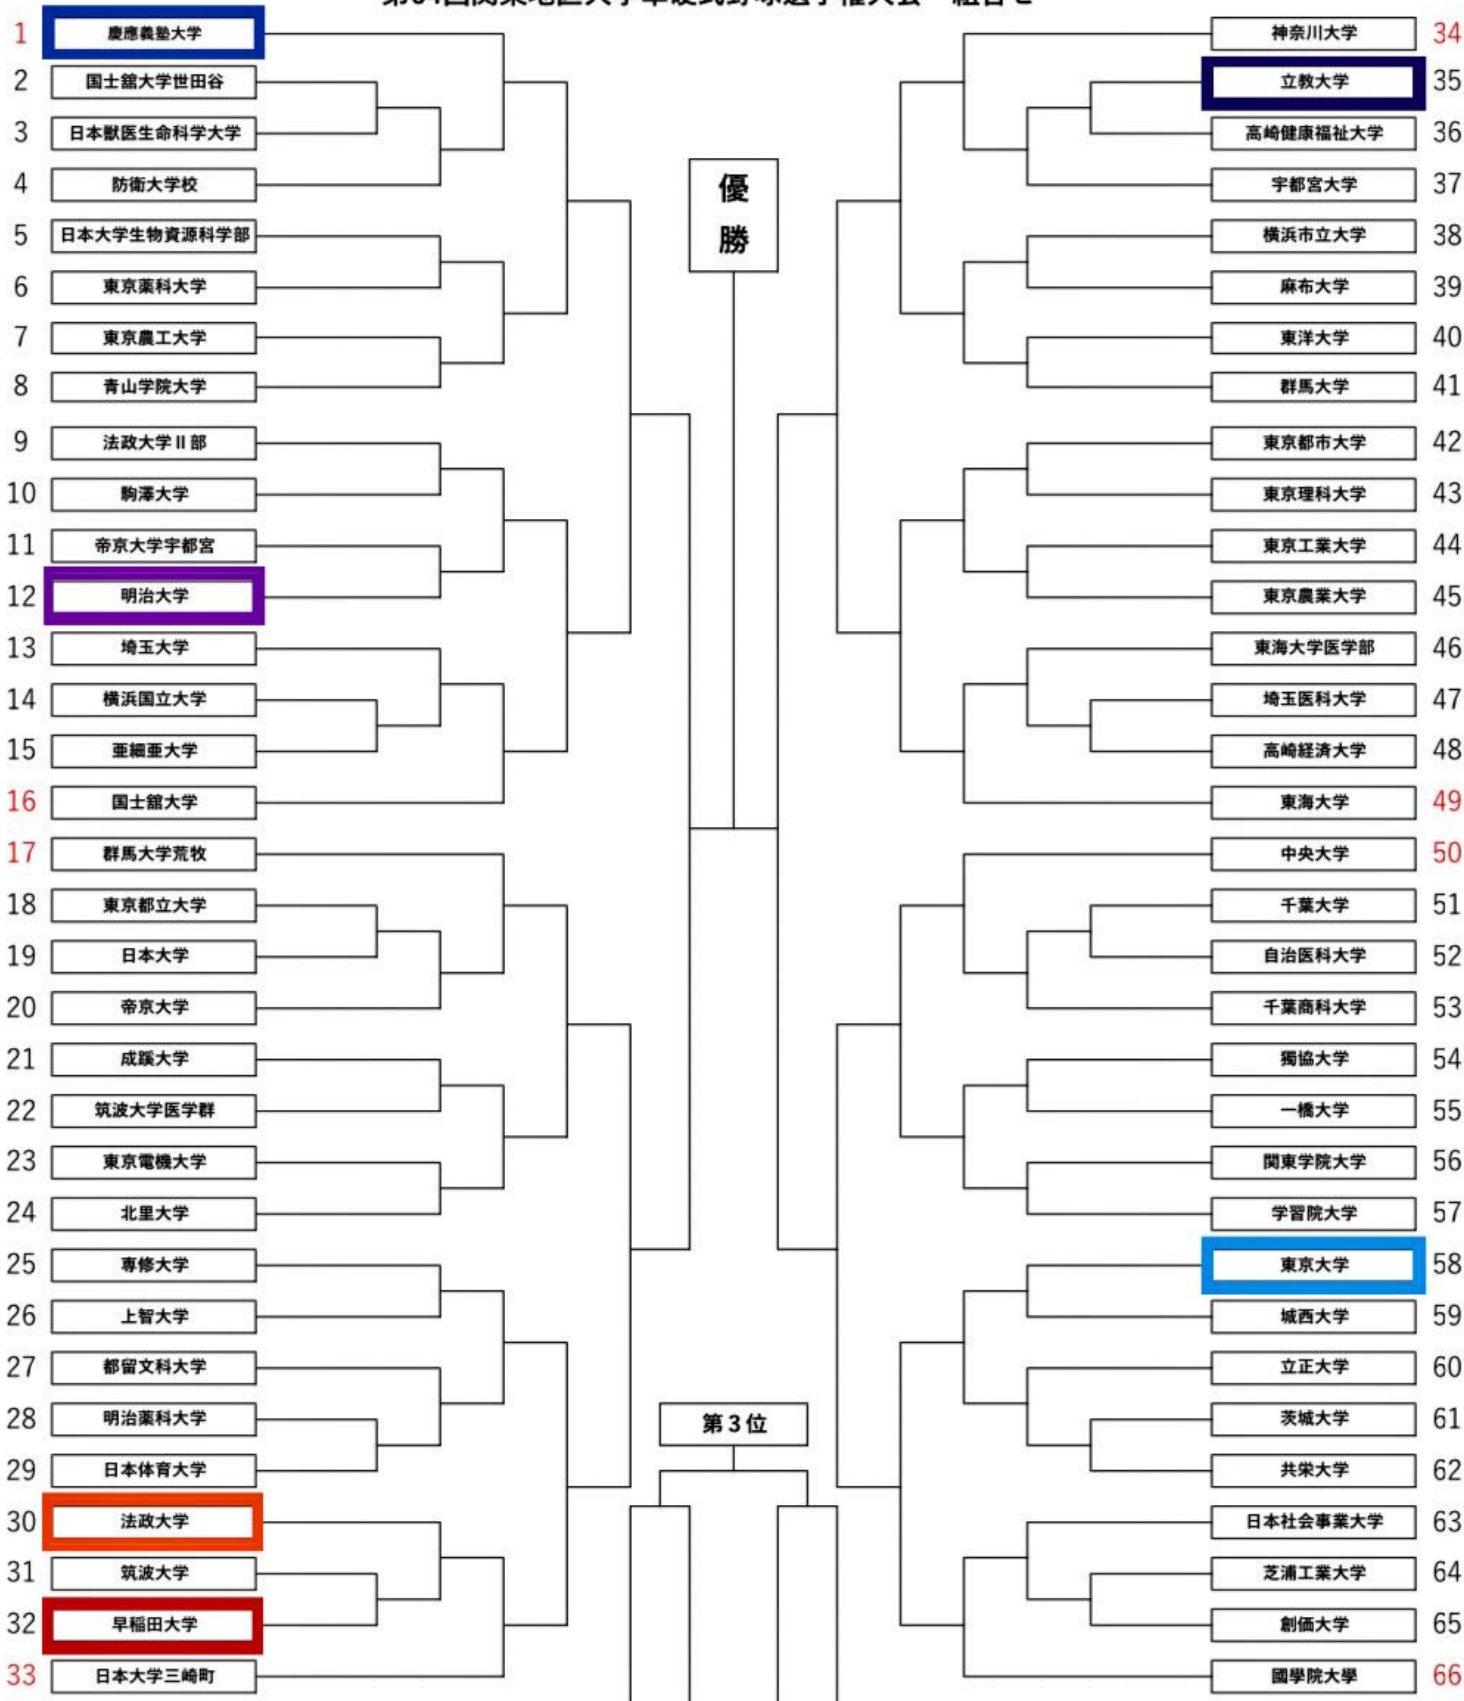 1 慶應義塾大学
2 国士舘大学世田谷
3 日本獣医生命科学大学
4 防衛大学校
5 日本大学生物資源科学部
6 東京薬科大学
7 東京農工大学
8 青山学院大学
9 法政大学Ⅱ部
10 駒澤大学
11 帝京大学宇都宮
12 明治大学
13 埼玉大学
14 横浜国立大学
15 亜細亜大学
16 国士舘大学
17 群馬大学荒牧
18 東京都立大学
19 日本大学
20 帝京大学
21 成蹊大学
22 筑波大学医学群
23 東京電機大学
24 北里大学
25 専修大学
26 上智大学
27 都留文科大学
28 明治薬科大学
29 日本体育大学
30 法政大学
31 筑波大学
32 早稲田大学
33 日本大学三崎町
優
勝
第3位
神奈川大学 34
立教大学 35
高崎健康福祉大学 36
宇都宮大学 37
横浜市立大学 38
麻布大学 39
東洋大学 40
群馬大学 41
東京都市大学 42
東京理科大学 43
東京工業大学 44
東京農業大学 45
東海大学医学部 46
埼玉医科大学 47
高崎経済大学 48
東海大学 49
中央大学 50
千葉大学 51
自治医科大学 52
千葉商科大学 53
獨協大学 54
一橋大学 55
関東学院大学 56
学習院大学 57
東京大学 58
城西大学 59
立正大学 60
茨城大学 61
共栄大学 62
日本社会事業大学 63
芝浦工業大学 64
創価大学 65
國學院大學 66